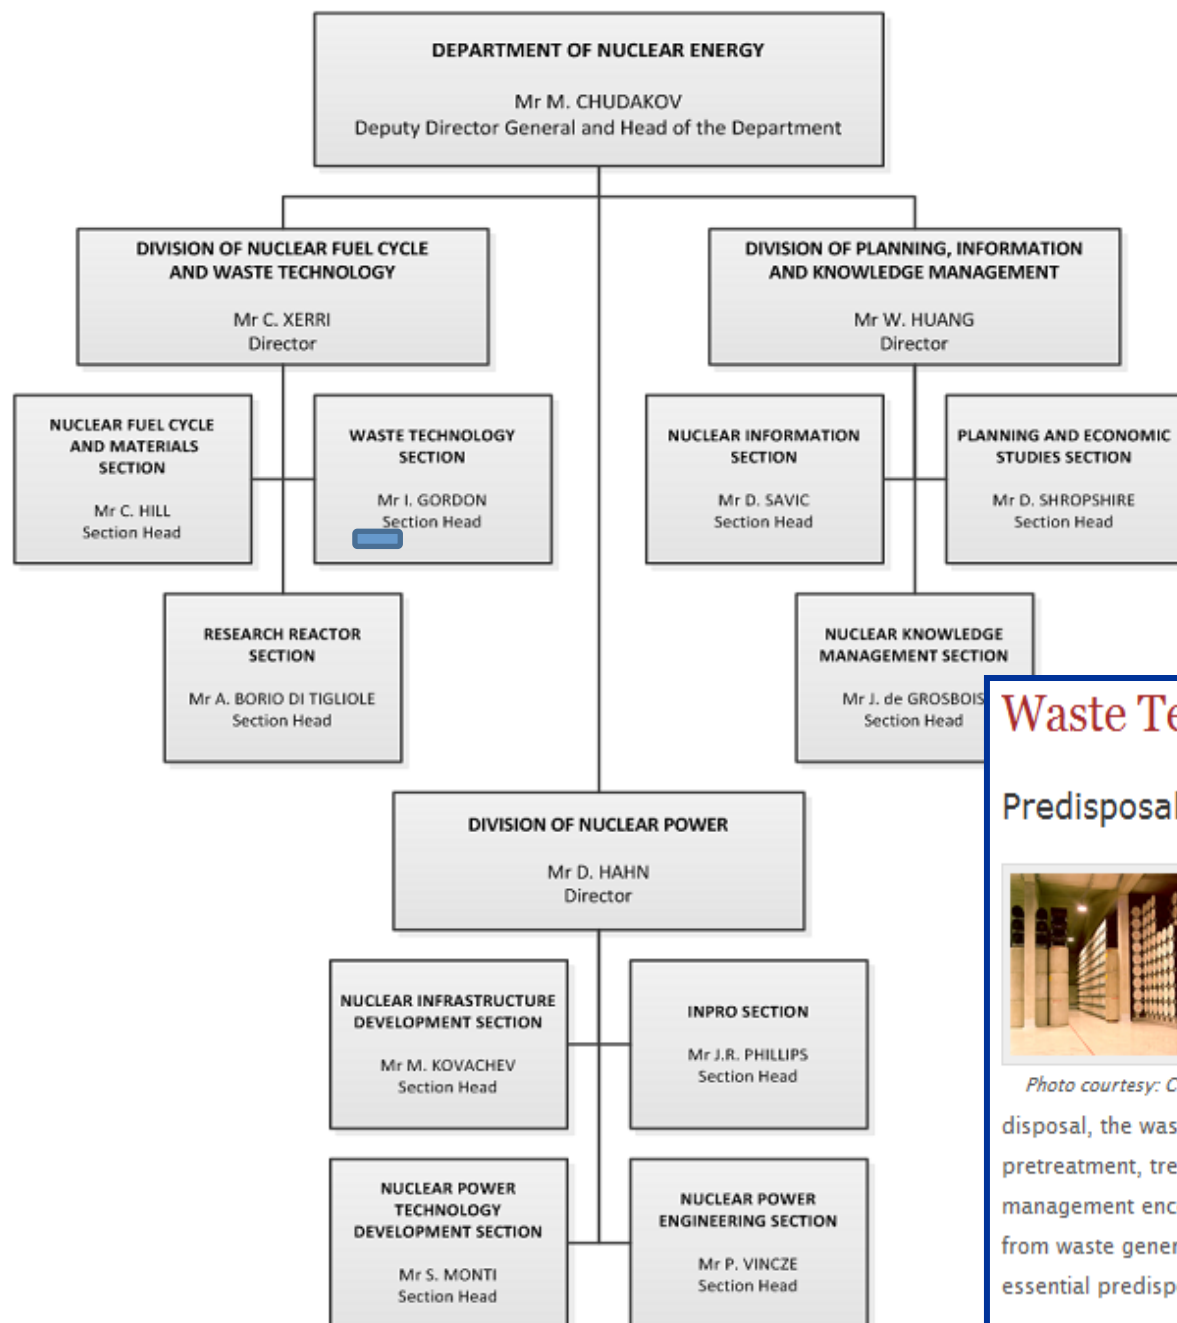 DEPARTMENT OF NUCLEAR ENERGY
Mr M. CHUDAKOV
Deputy Director General and Head of the Department
DIVISION OF NUCLEAR FUEL CYCLE
AND WASTE TECHNOLOGY
Mr C. XERRI
Director
DIVISION OF PLANNING, INFORMATION
AND KNOWLEDGE MANAGEMENT
Mr W. HUANG
Director
NUCLEAR FUEL CYCLE
AND MATERIALS
SECTION
Mr C. HILL
Section Head
WASTE TECHNOLOGY
SECTION
Mr I. GORDON
Section Head
NUCLEAR INFORMATION
SECTION
Mr D. SAVIC
Section Head
PLANNING AND ECONOMIC
STUDIES SECTION
Mr D. SHROPSHIRE
Section Head
RESEARCH REACTOR
SECTION
Mr A. BORIO DI TIGLIOLE
Section Head
NUCLEAR KNOWLEDGE
MANAGEMENT SECTION
Mr J. de GROSBOIS
Section Head
DIVISION OF NUCLEAR POWER
Mr D. HAHN
Director
NUCLEAR INFRASTRUCTURE
DEVELOPMENT SECTION
Mr M. KOVACHEV
Section Head
INPRO SECTION
Mr J.R. PHILLIPS
Section Head
NUCLEAR POWER
TECHNOLOGY
DEVELOPMENT SECTION
Mr S. MONTI
Section Head
NUCLEAR POWER
ENGINEERING SECTION
Mr P. VINCZE
Section Head
Waste Te
Predisposal
Photo courtesy: C
disposal, the was
pretreatment, tre
management enc
from waste gener
essential predisp